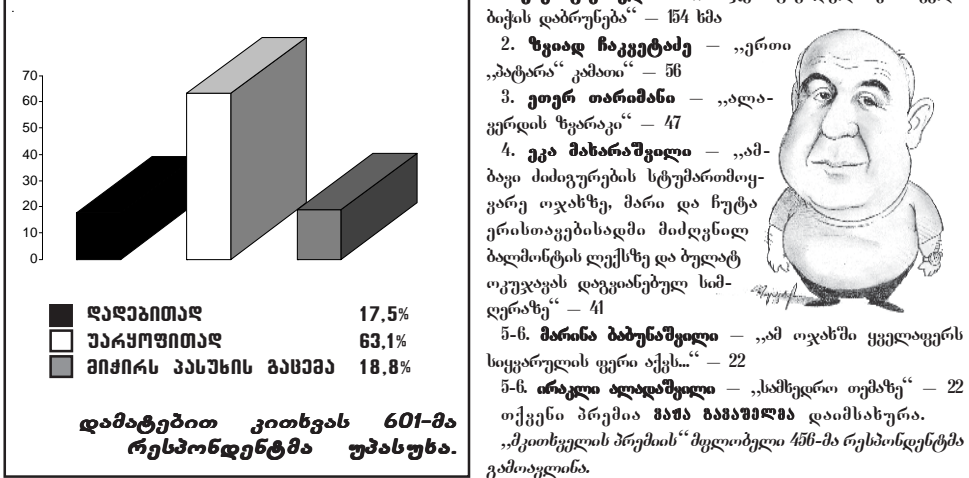 70
60
50
40
30
20
10
0
დადებითად 17,5%
უარყოფითად 63,1%
მიჭირს პასუხის გაცემა 18,8%
დამატებით კითხვას 601-მა
რესპონდენტმა უპასუხა.
ბიჭის დაბრუნება“ — 154 ხმა
2. ზვიად ჩაკვეტაძე — „ერთი
„პატარა“ კამათი“ — 56
3. ეთერ თარიმანი — „ალა-
ვერდის ზვარაკი“ — 47
4. ეკა მახარაშვილი — „ამ-
ბავი ძიძიგურების სტუმართმოყ-
ვარე ოჯახზე, მარი და ჩუტა
ერისთავებისადმი მიძღვნილ
ბალმონტის ლექსზე და ბულატ
ოკუჯავას დაგვიანებულ სიმ-
ღერაზე“ — 41
5-6. მარინა ბაბუნაშვილი — „ამ ოჯახში ყველაფერს
სიყვარულის ფერი აქვს...“ — 22
5-6. ირაკლი ალადაშვილი — „სამხედრო თემაზე“ — 22
თქვენი პრემია ვაჟა გავაშელმა დაიმსახურა.
„მკითხველის პრემიის“ მფლობელი 456-მა რესპონდენტმა
გამოავლინა.